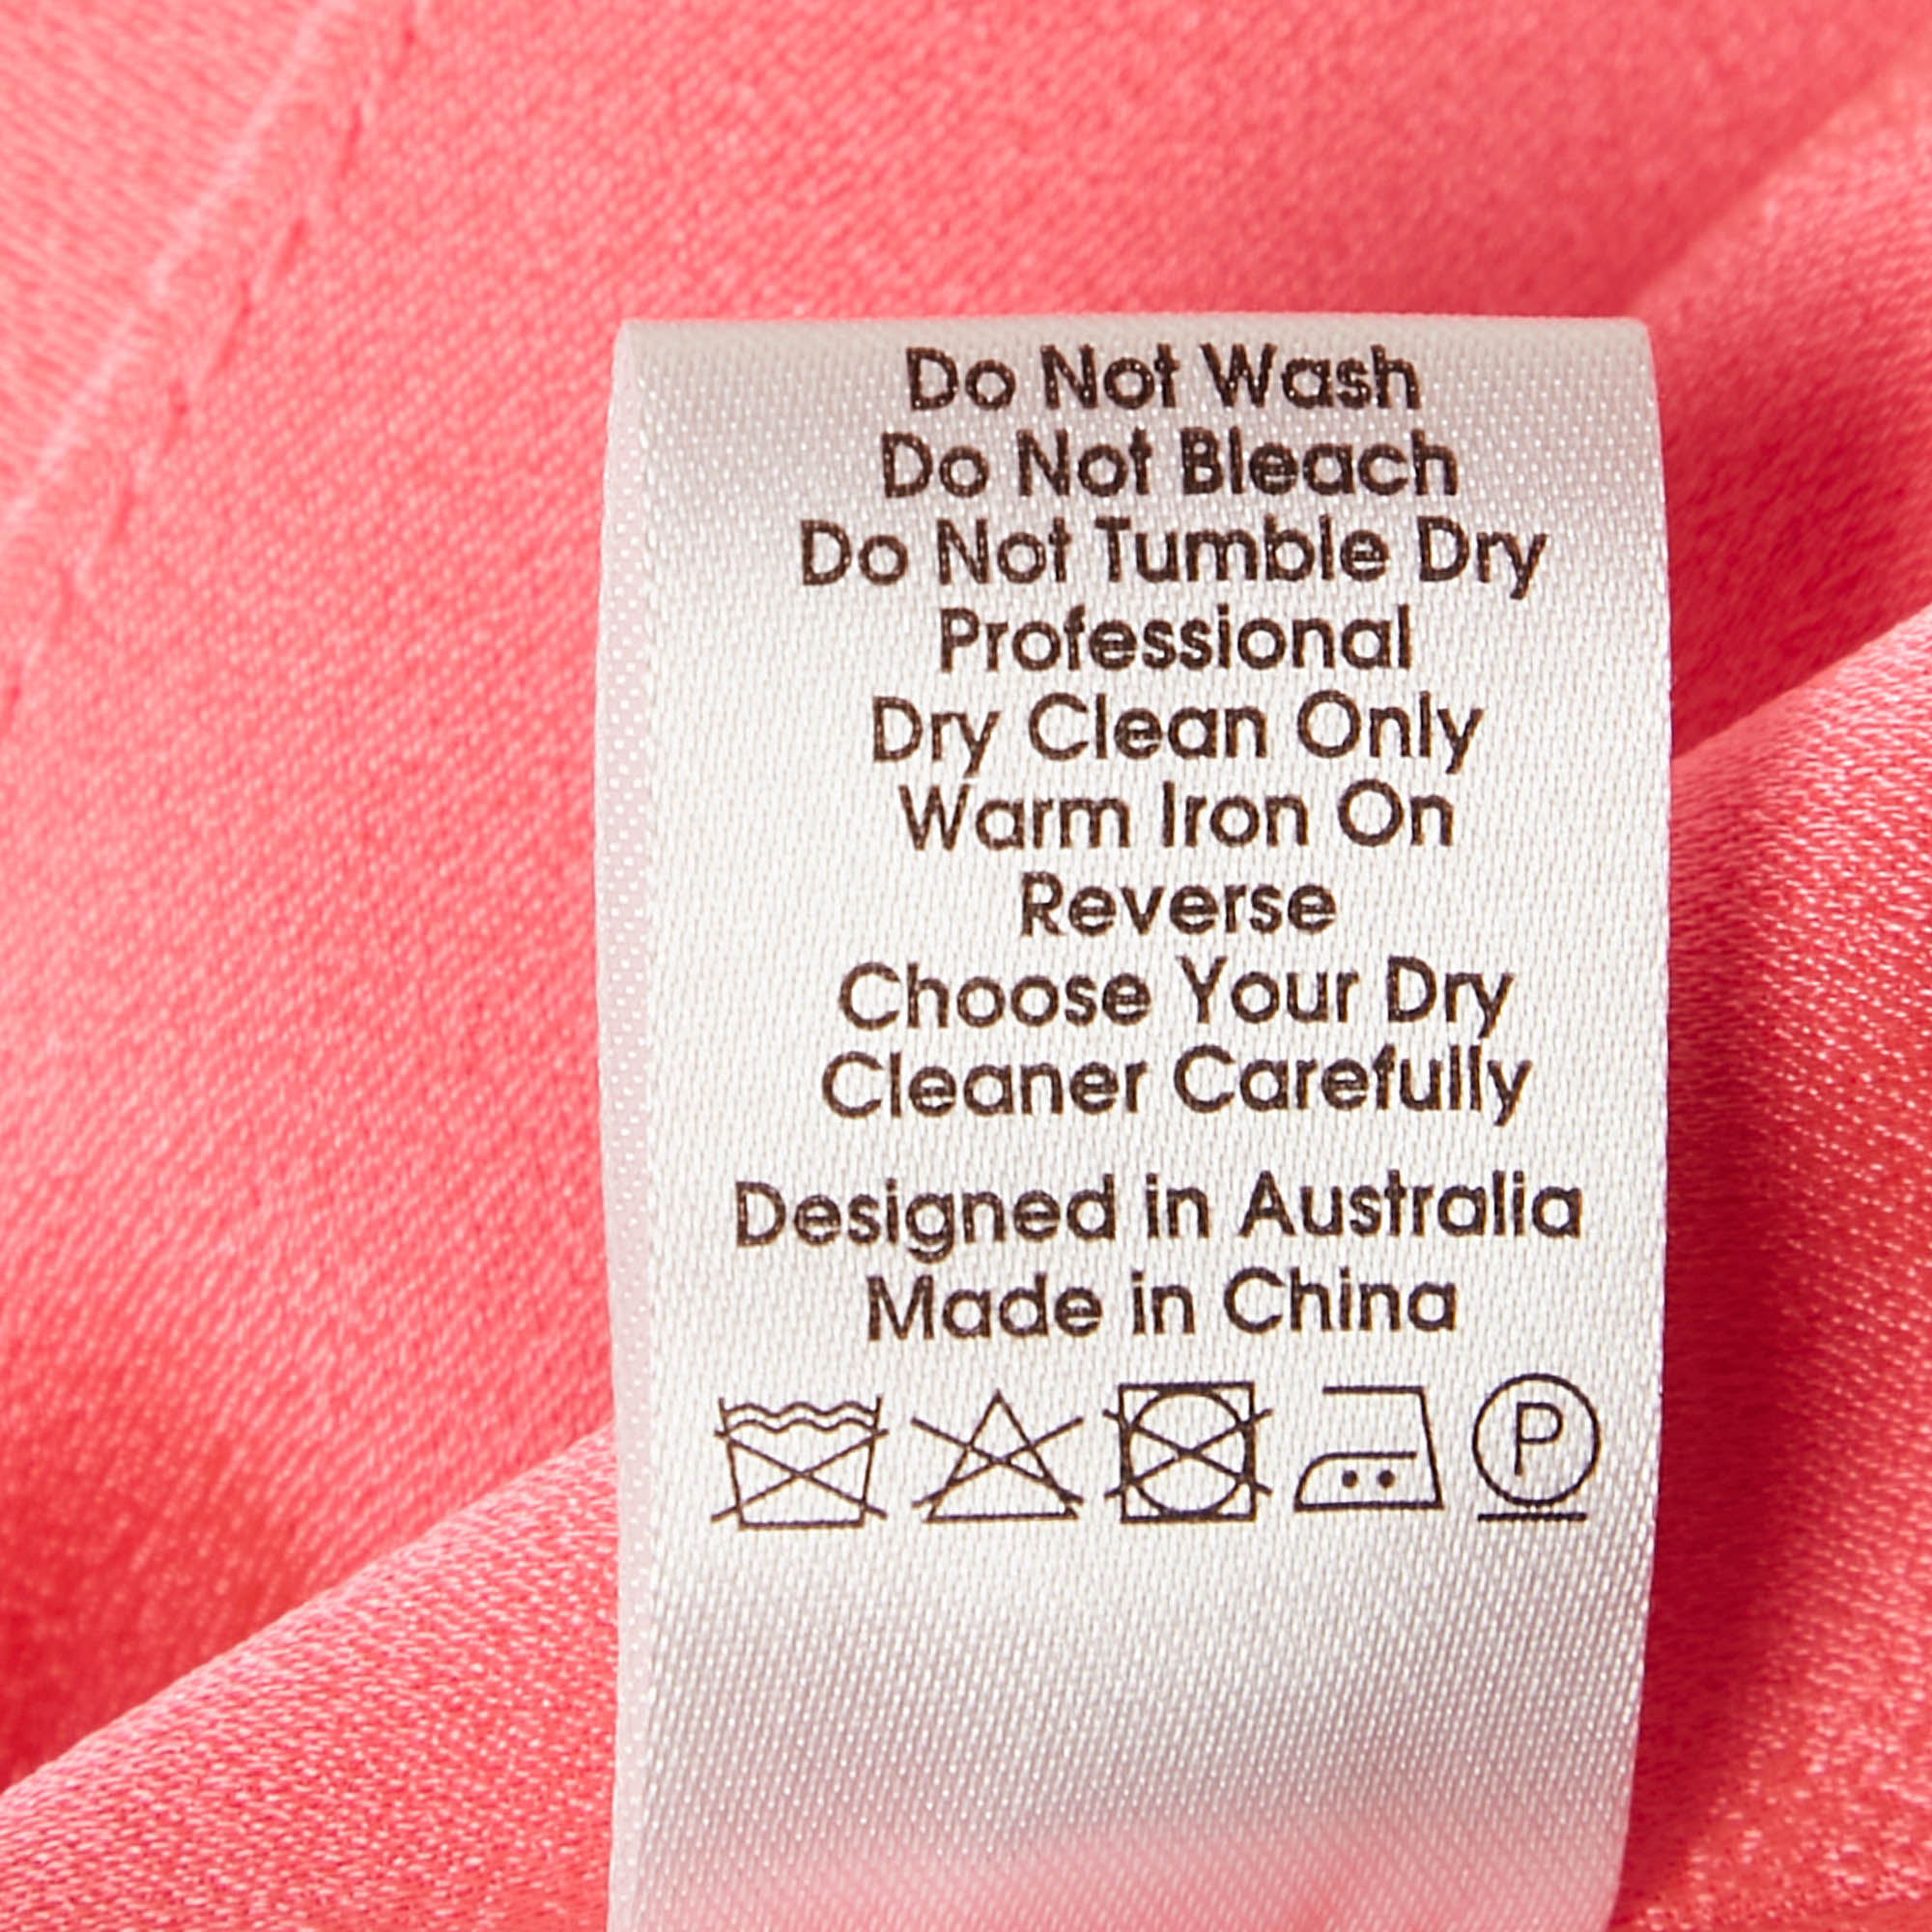 Do Not Wash
Do Not Bleach
Do Not Tumble Dry
Professional
Dry Clean Only
Warm Iron On
Reverse
Choose Your Dry
Cleaner Carefully
Designed in Australia
Made in China
P